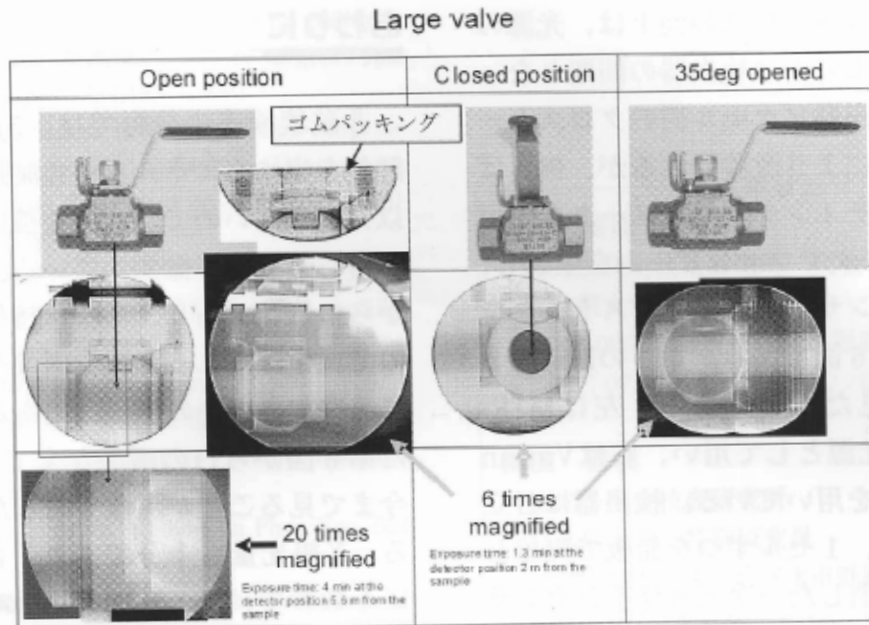 Large valve
Open position
Closed position
35deg opened
ゴムパッキング
20 times
magnified
Exposure time: 4 min at the
detector position 5.6 m from the
sample
6 times
magnified
Exposure time: 1.3 min at the
detector position 2 m from the
sample